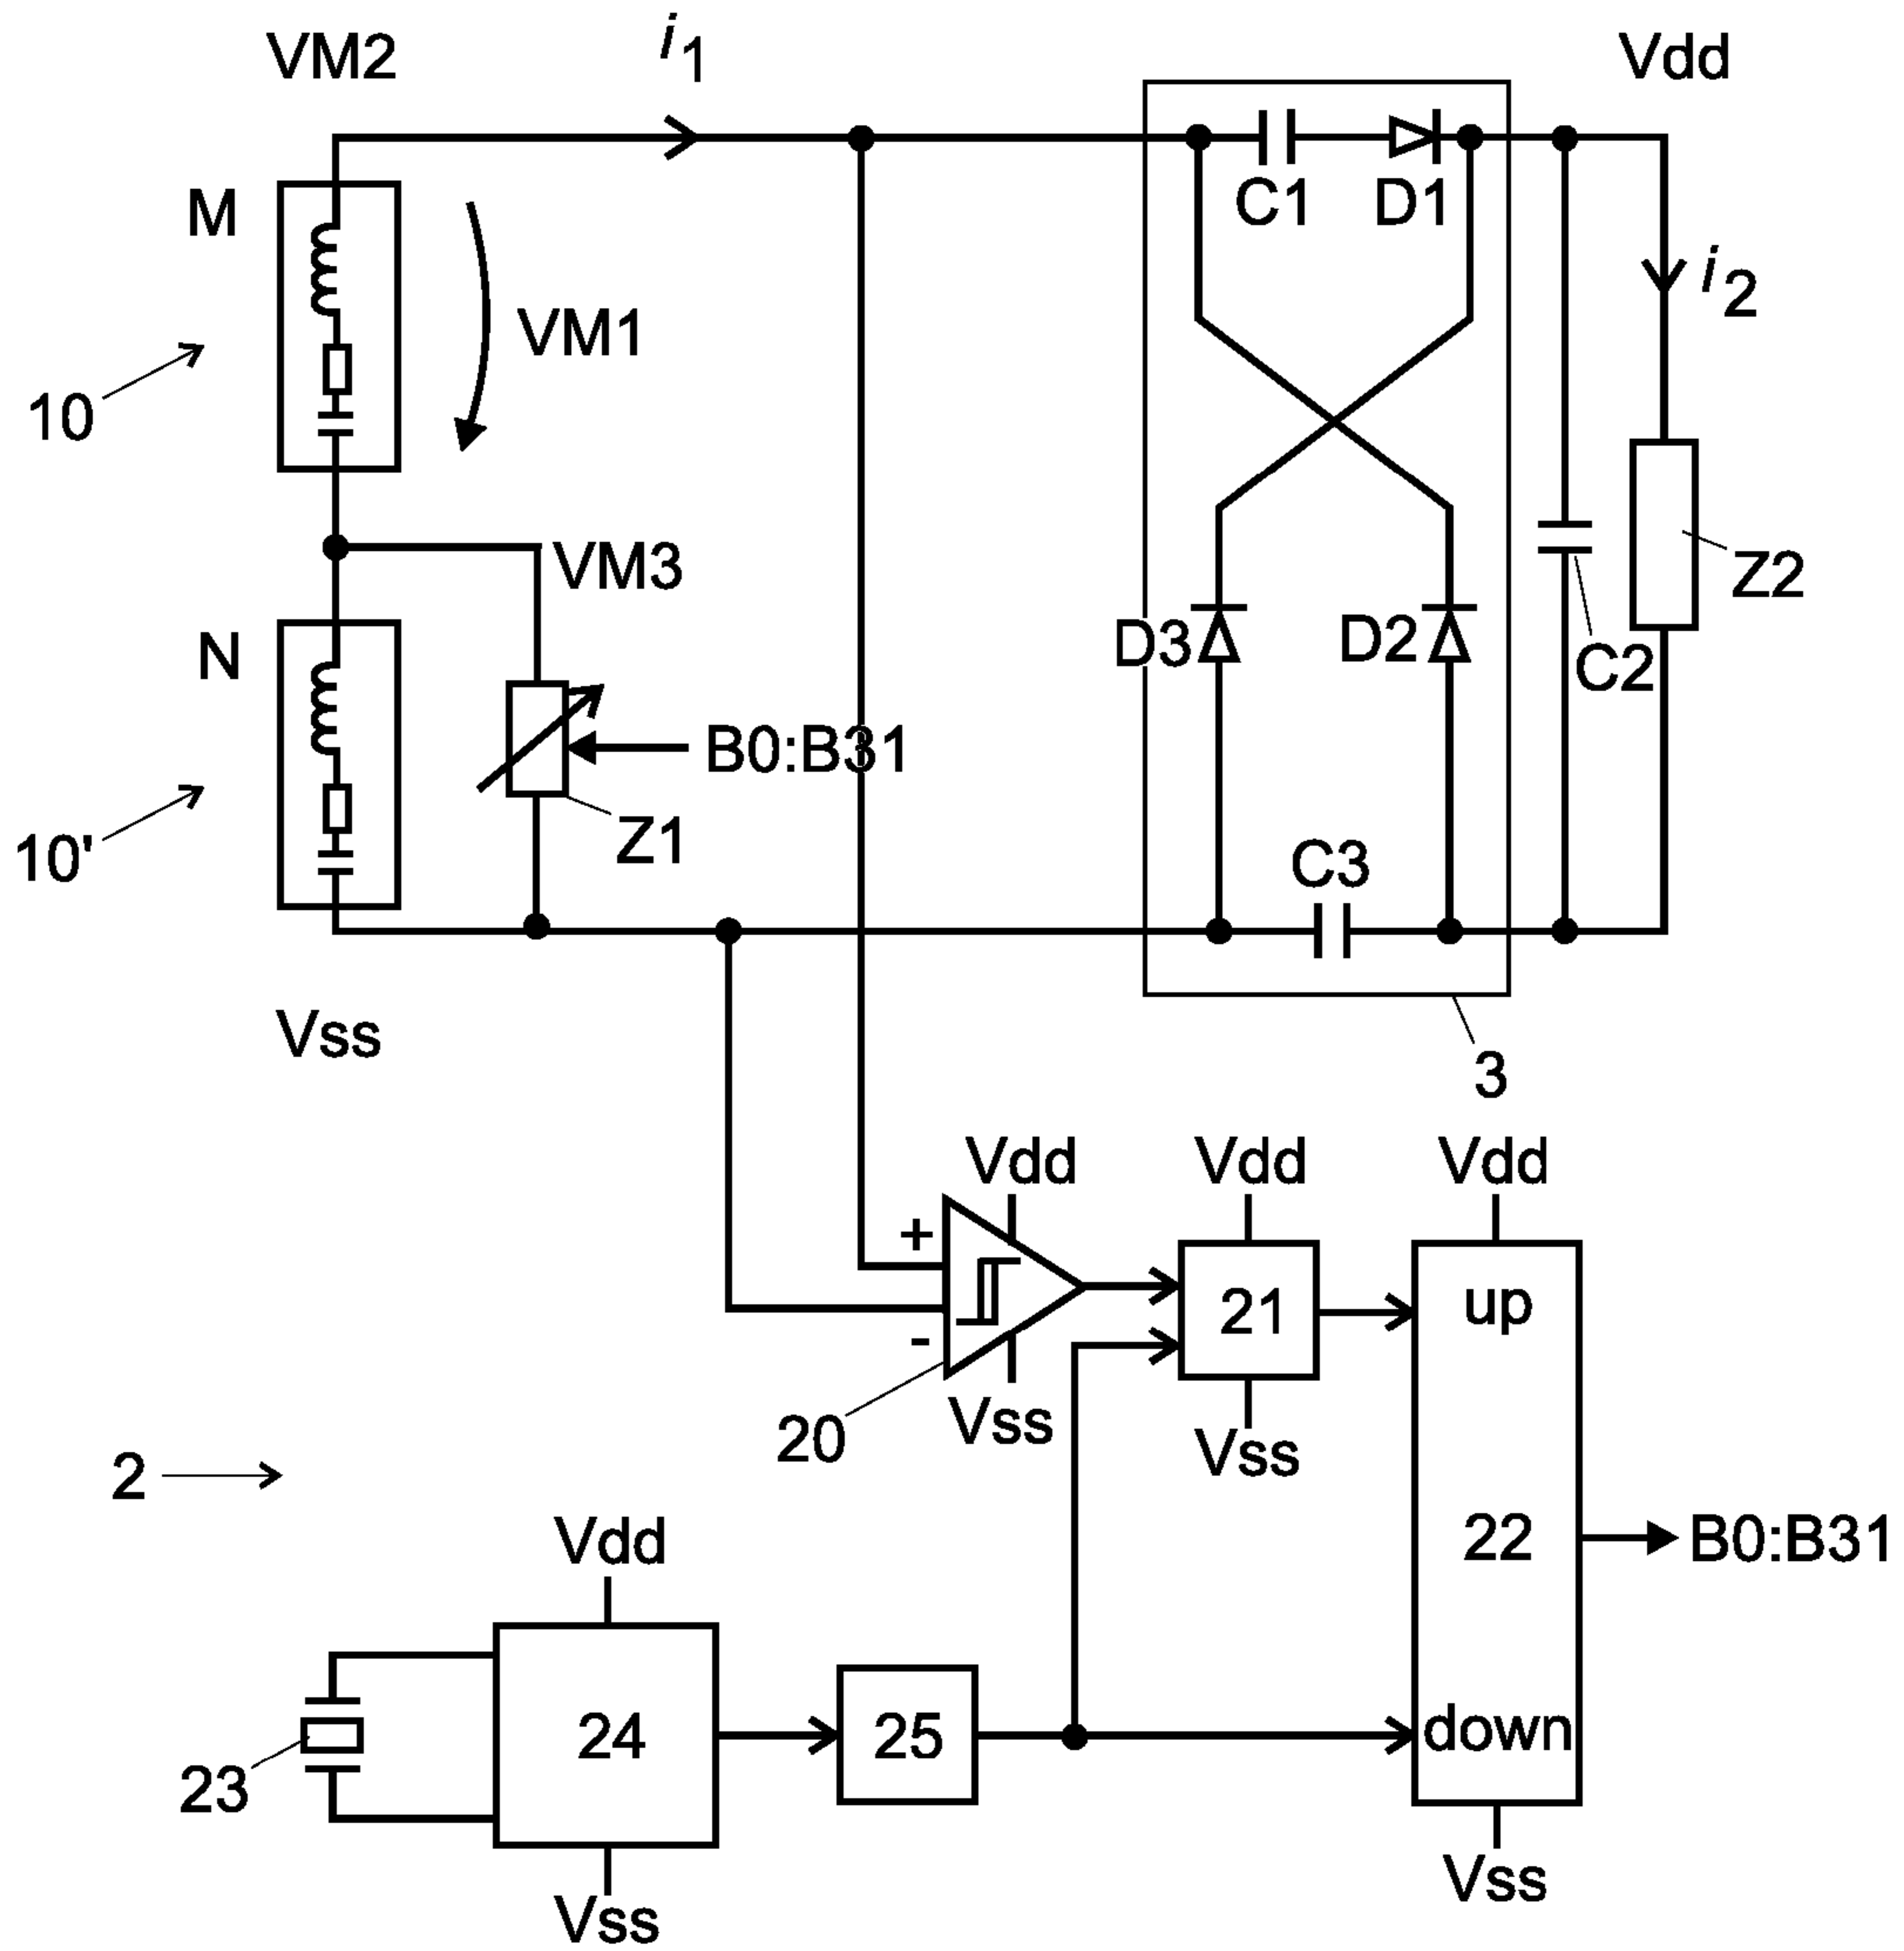 VM2
i1
Vdd
M
C1
D1
i2
VM1
10
VM3
Z2
N
D3
D2
C2
B0:B31
Z1
10'
C3
Vss
3
Vdd
Vdd
Vdd
+
21
up
-
20
Vss
Vss
2
Vdd
22
B0:B31
24
25
down
23
Vss
Vss